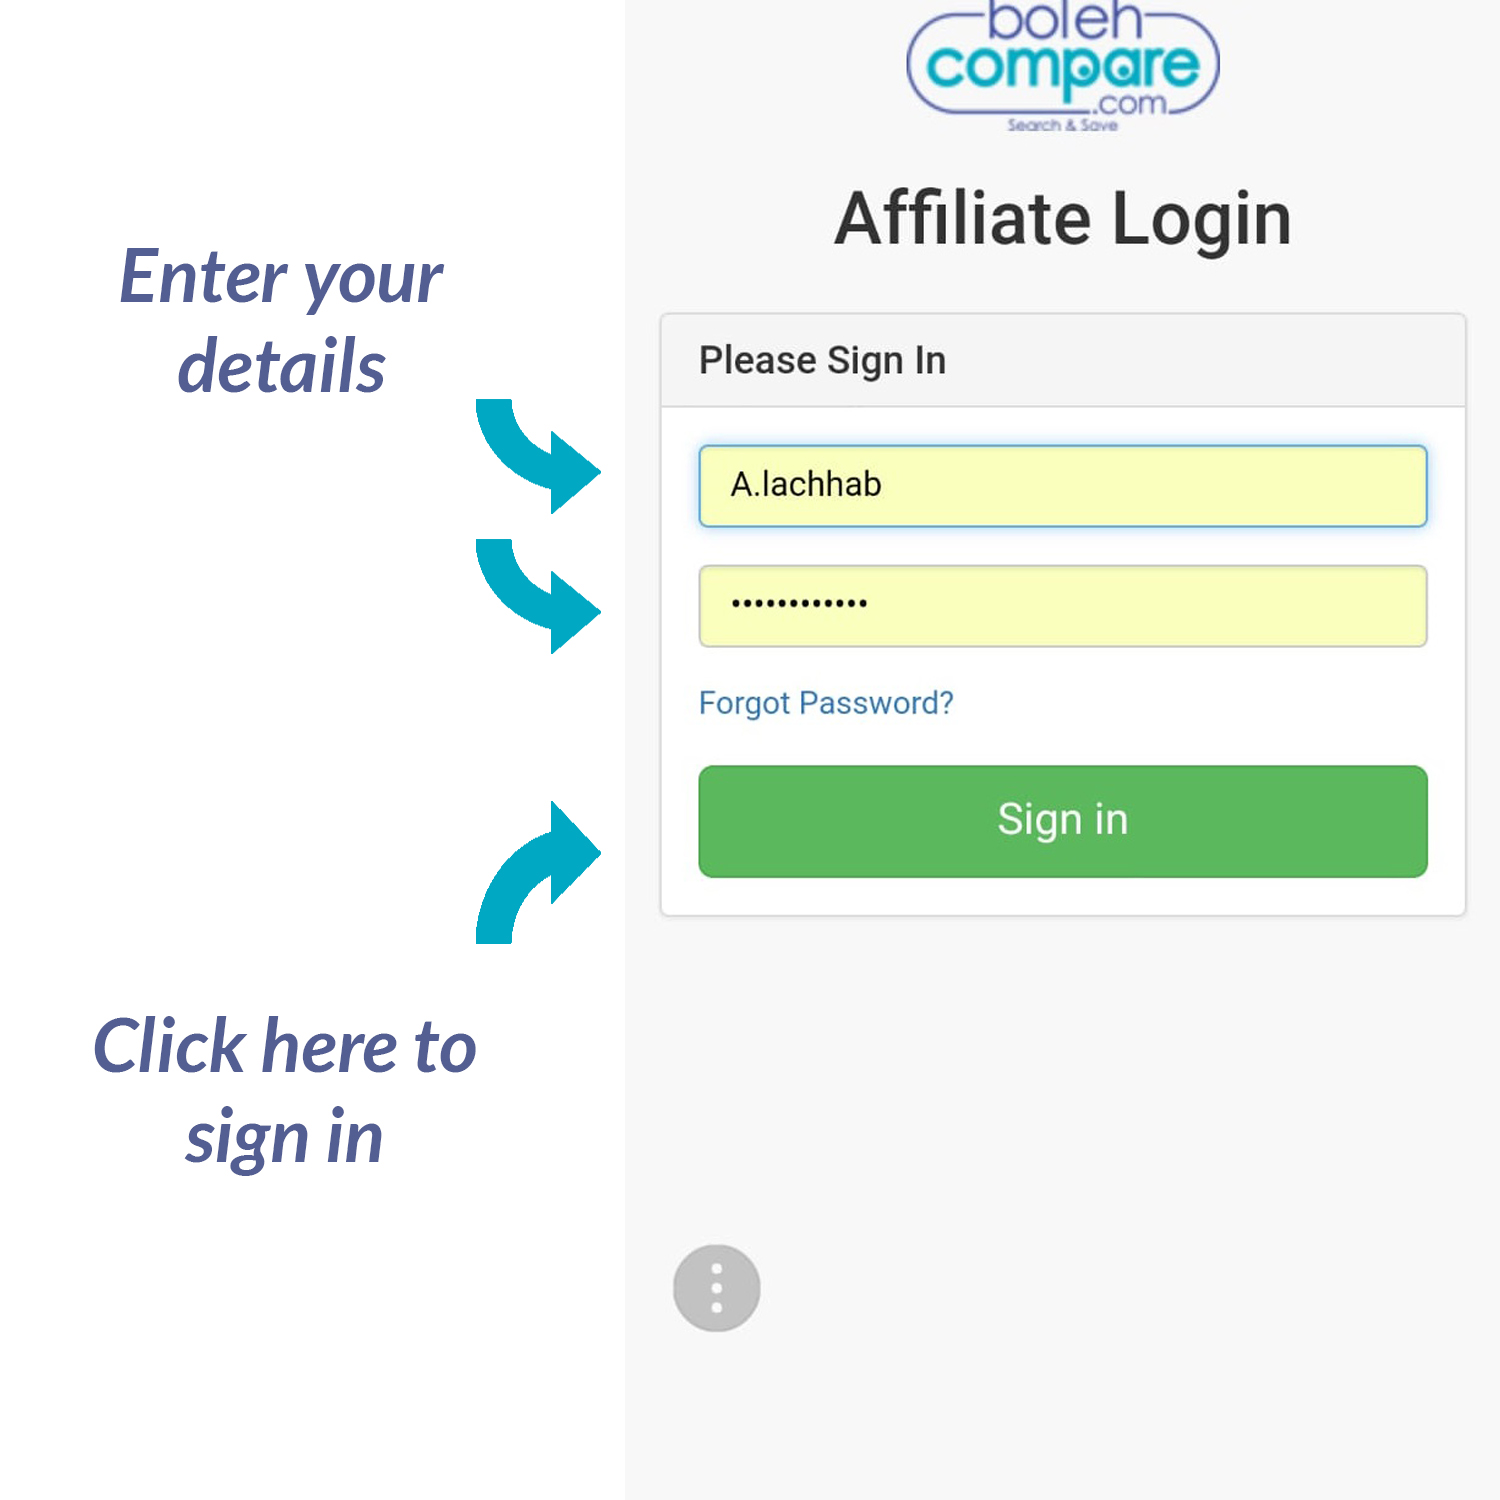 boleh
compare
.com
Search & Save
Affiliate Login
Enter your
details
Please Sign In
A.lachhab
••••••••••••
Forgot Password?
Sign in
Click here to
sign in